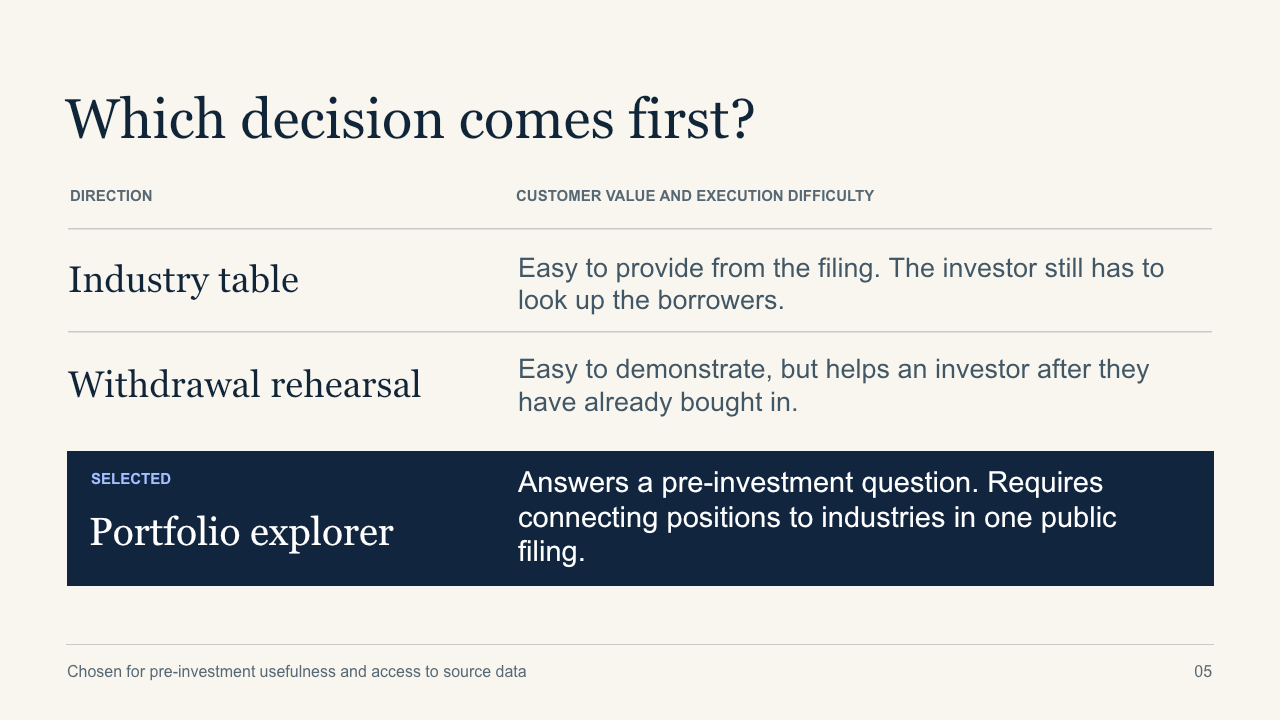 Which decision comes first?
DIRECTION
CUSTOMER VALUE AND EXECUTION DIFFICULTY
Industry table
Easy to provide from the filing. The investor still has to
look up the borrowers.
Withdrawal rehearsal
Easy to demonstrate, but helps an investor after they
have already bought in.
SELECTED
Portfolio explorer
Answers a pre-investment question. Requires
connecting positions to industries in one public
filing.
Chosen for pre-investment usefulness and access to source data
05